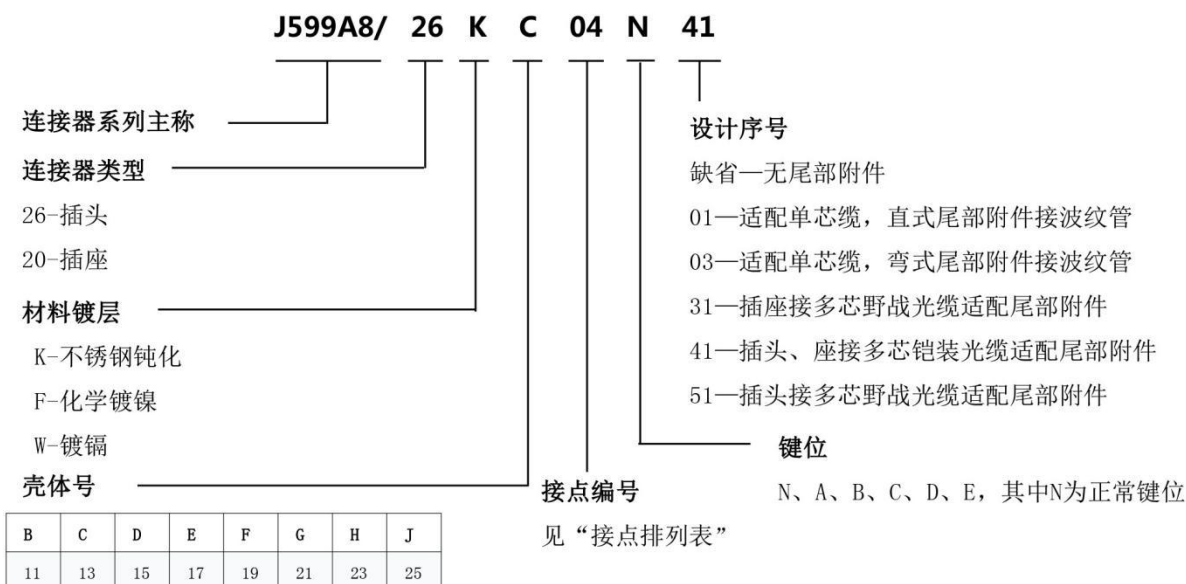 J599A8/ 26 K C 04 N 41
连接器系列主称
连接器类型
26-插头
20-插座
材料镀层
K-不锈钢钝化
F-化学镀镍
W-镀镉
壳体号
B C D E F G H J
11 13 15 17 19 21 23 25
接点编号
见“接点排列表”
设计序号
缺省—无尾部附件
01—适配单芯缆，直式尾部附件接波纹管
03—适配单芯缆，弯式尾部附件接波纹管
31—插座接多芯野战光缆适配尾部附件
41—插头、座接多芯铠装光缆适配尾部附件
51—插头接多芯野战光缆适配尾部附件
键位
N、A、B、C、D、E，其中N为正常键位